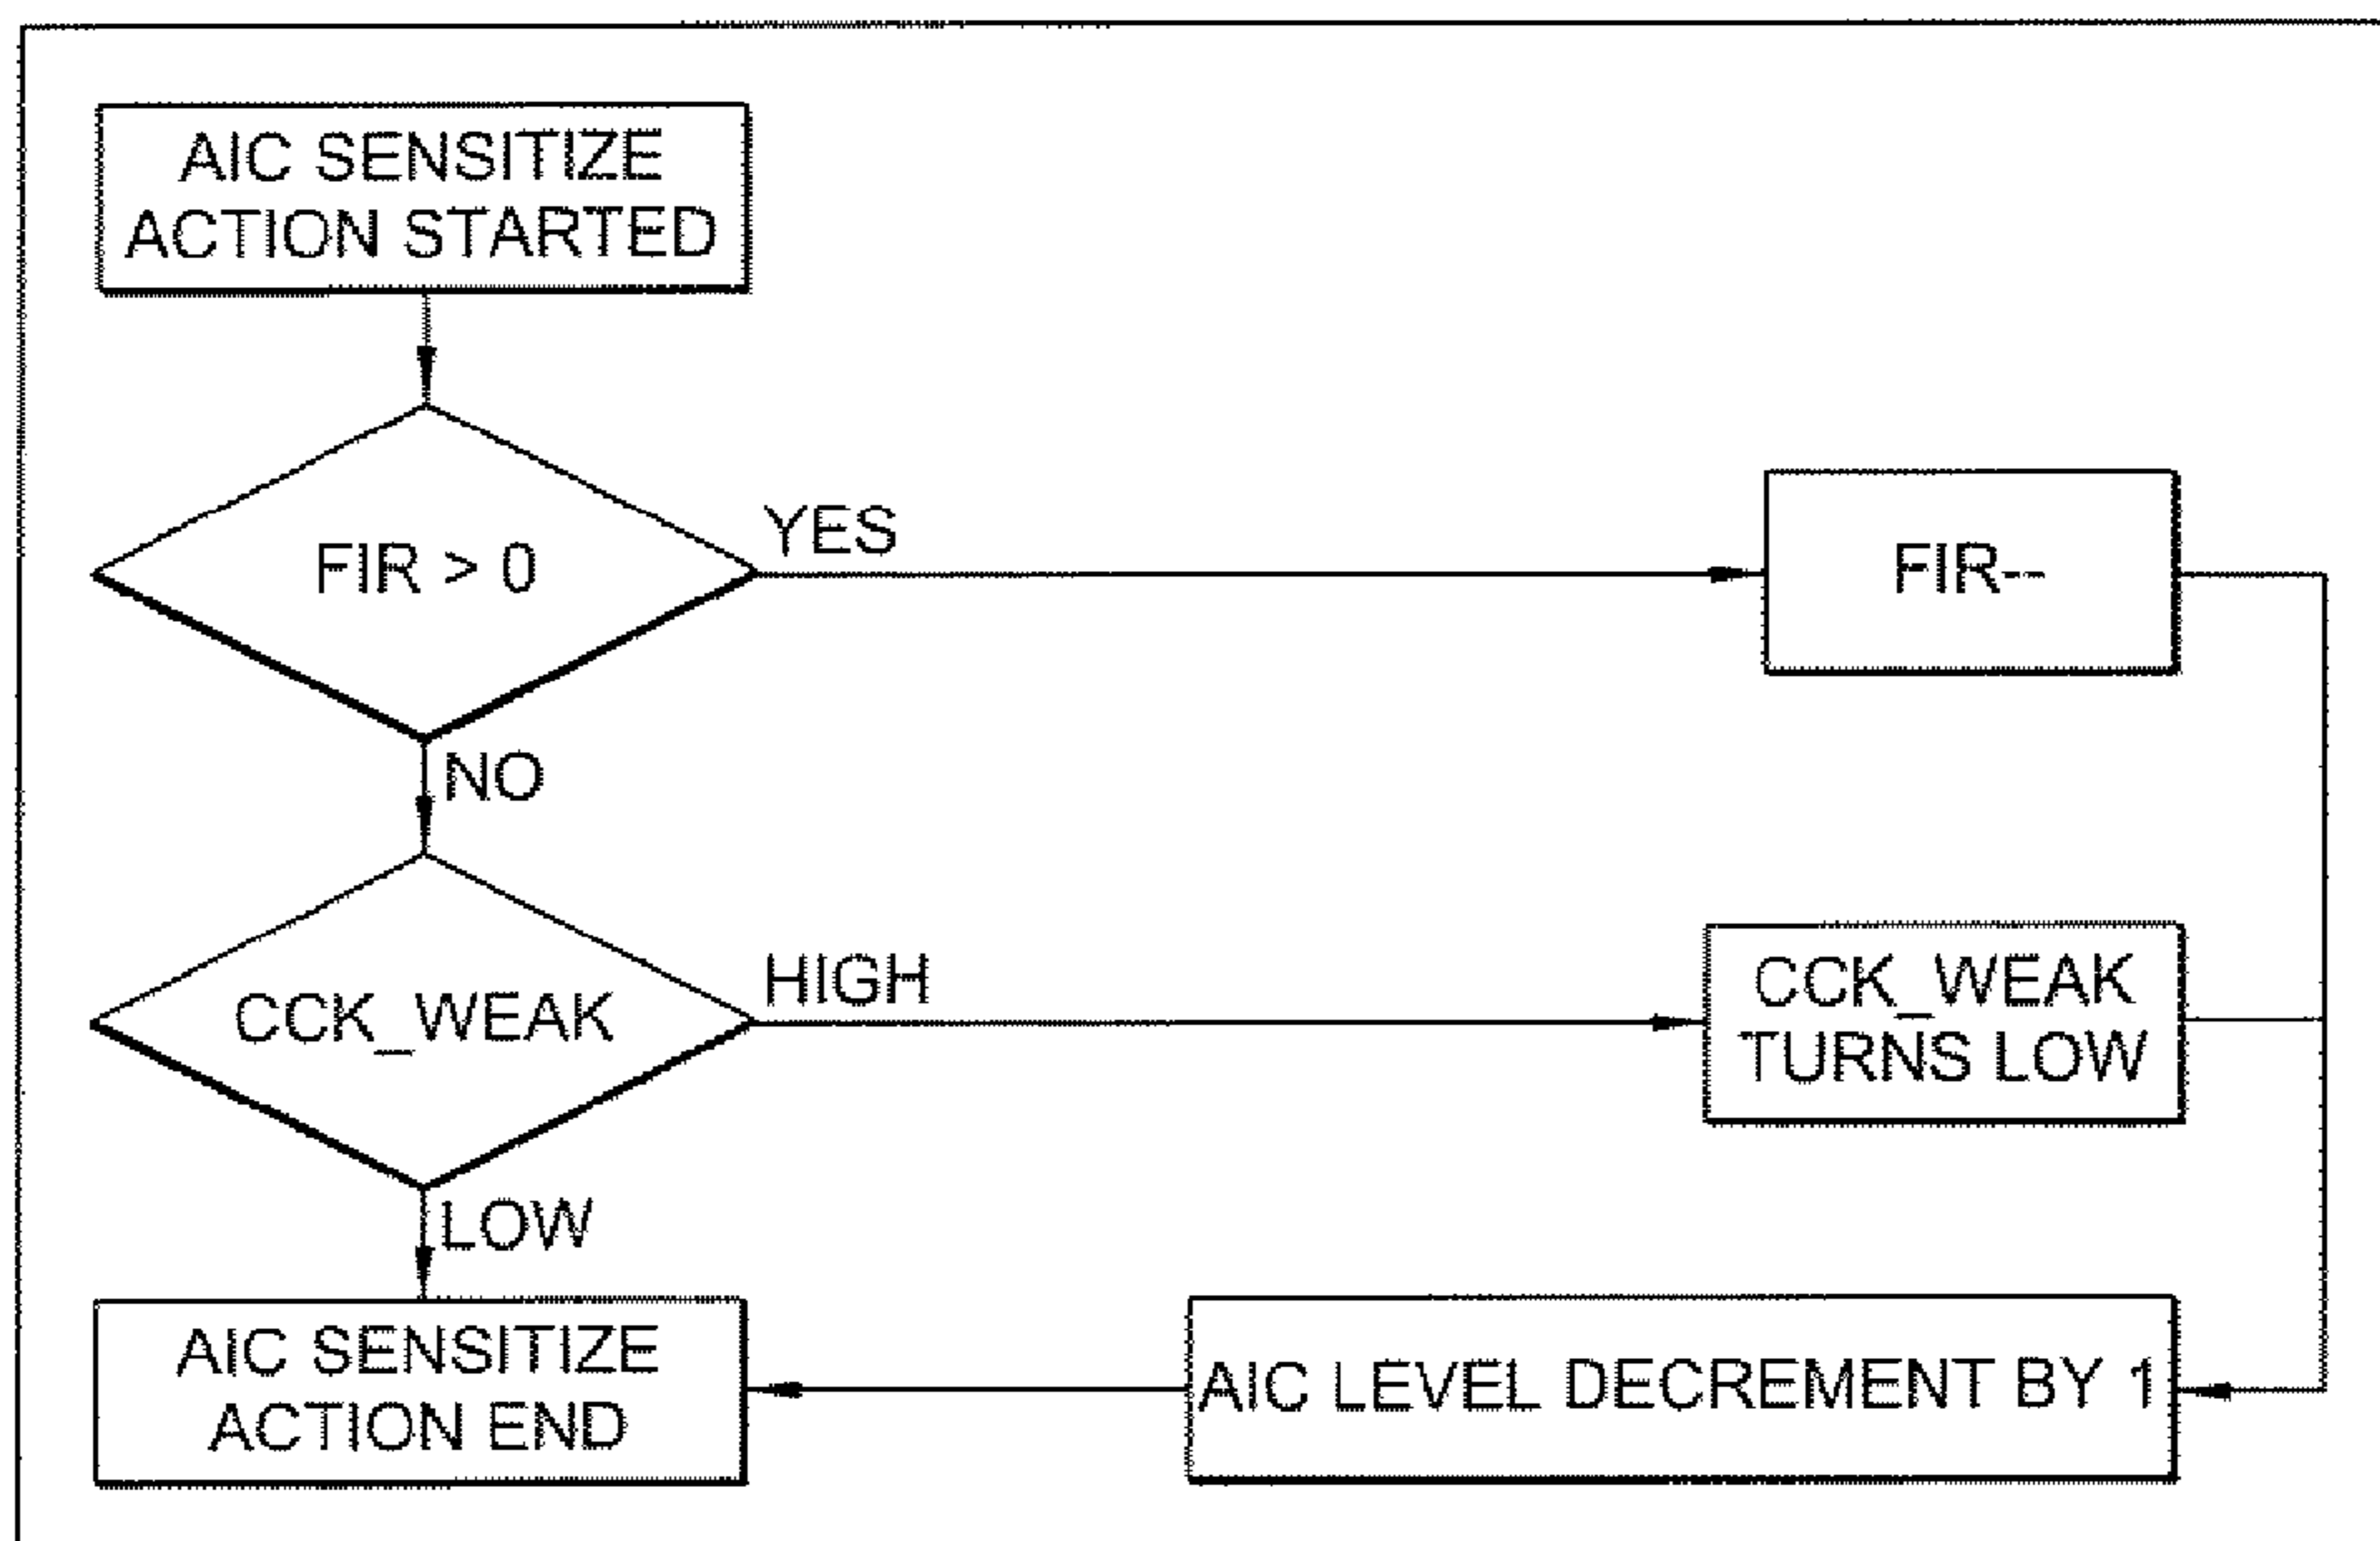 AIC SENSITIZE
ACTION STARTED
FIR > 0
YES
FIR--
NO
CCK_WEAK
HIGH
CCK_WEAK
TURNS LOW
LOW
AIC SENSITIZE
ACTION END
AIC LEVEL DECREMENT BY 1